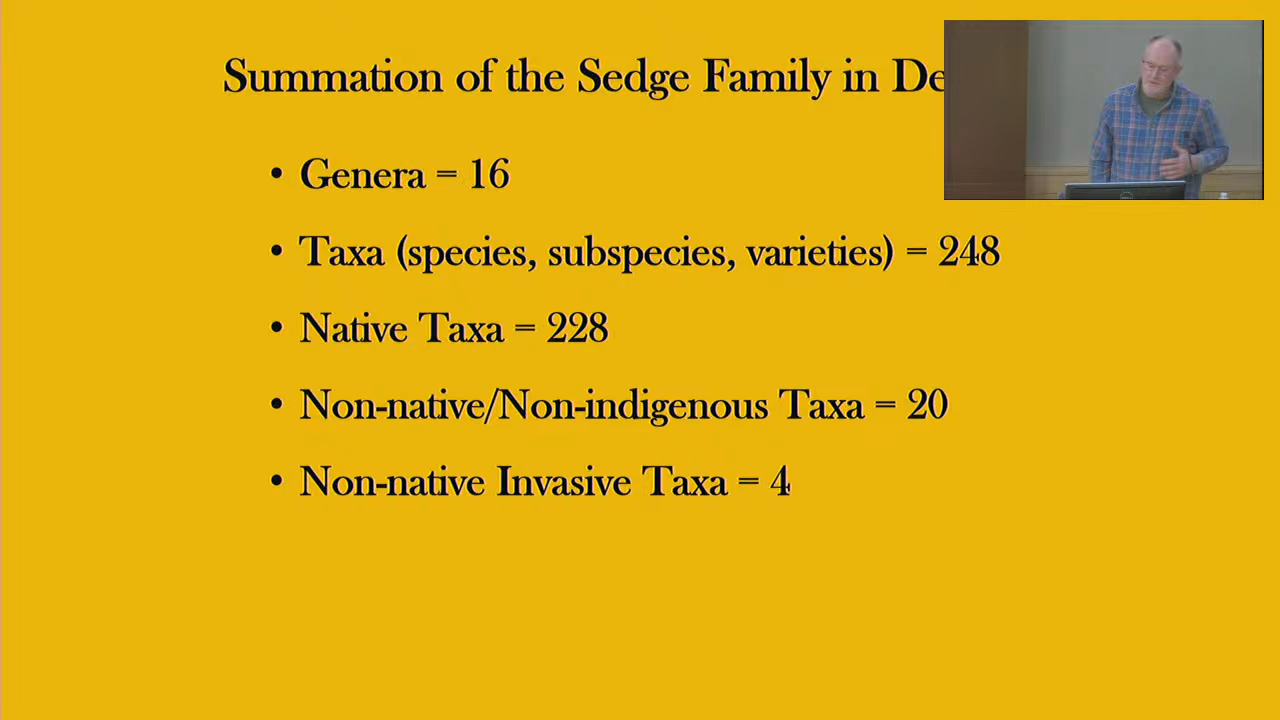 Summation of the Sedge Family in De
• Genera = 16
• Taxa (species, subspecies, varieties) = 248
• Native Taxa = 228
• Non-native/Non-indigenous Taxa = 20
• Non-native Invasive Taxa = 4